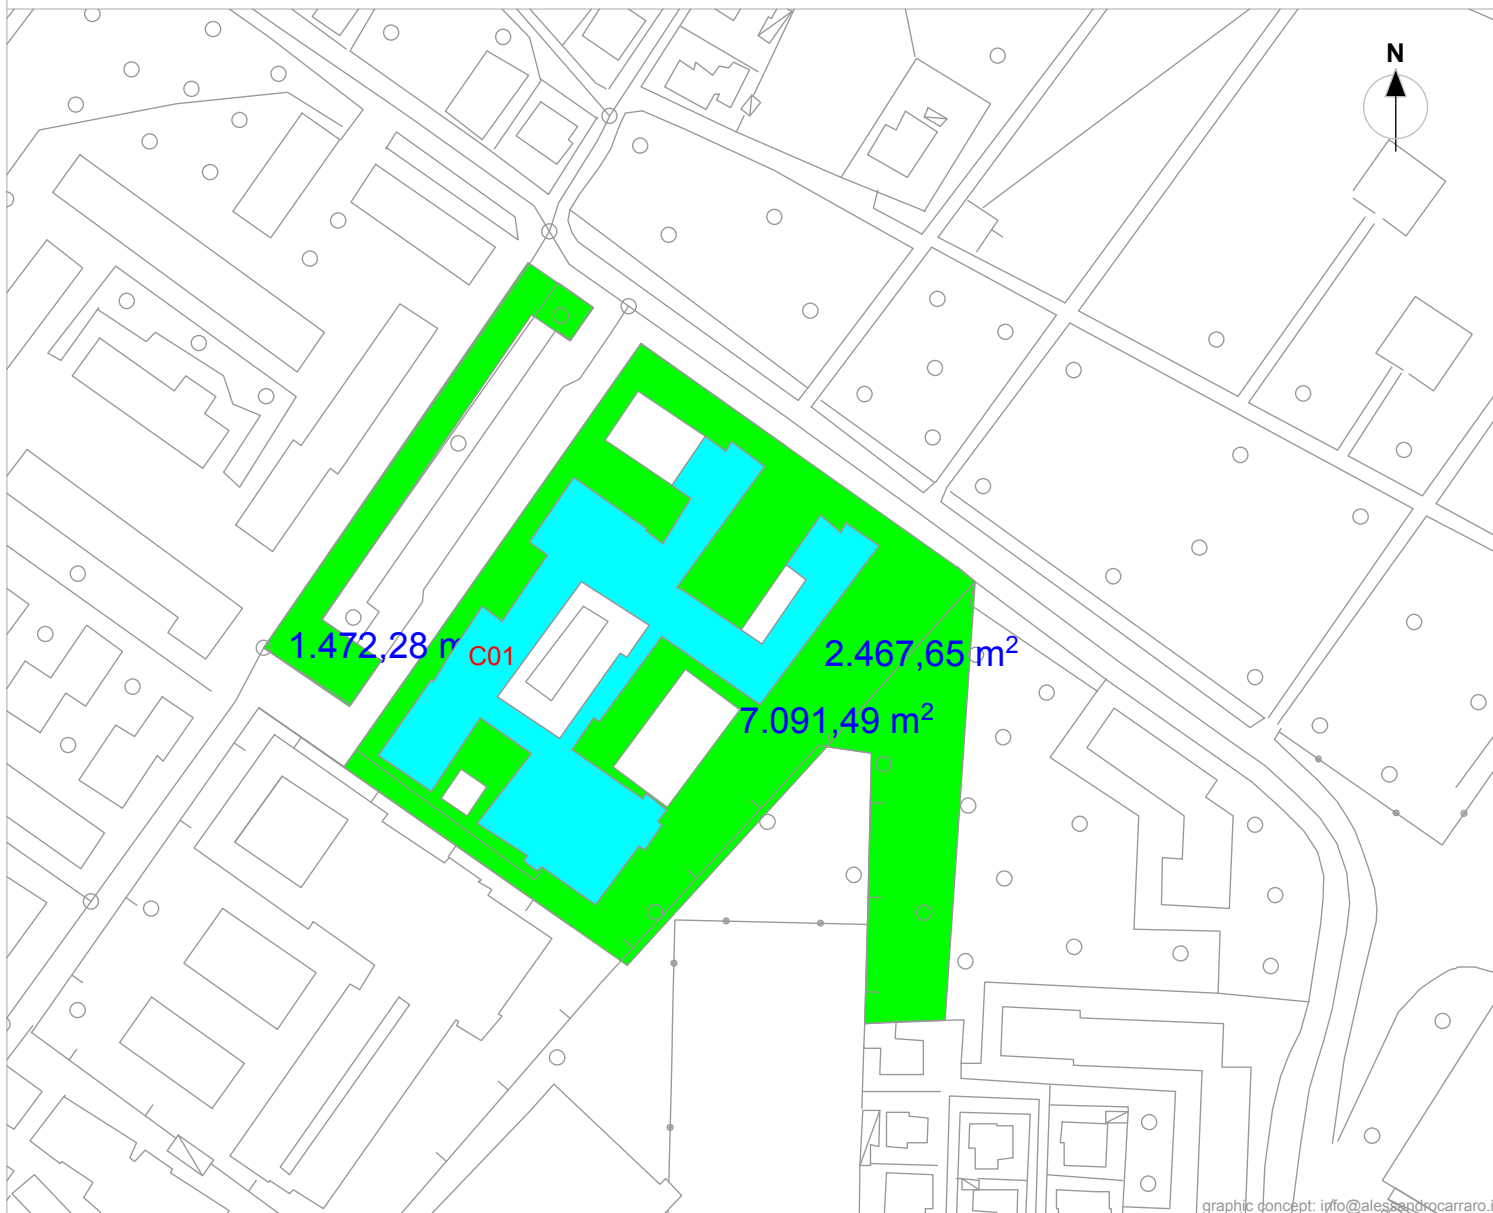 N
1.472,28 m
C01
2.467,65 m²
7.091,49 m²
graphic concept: info@alessandrocarraro.i